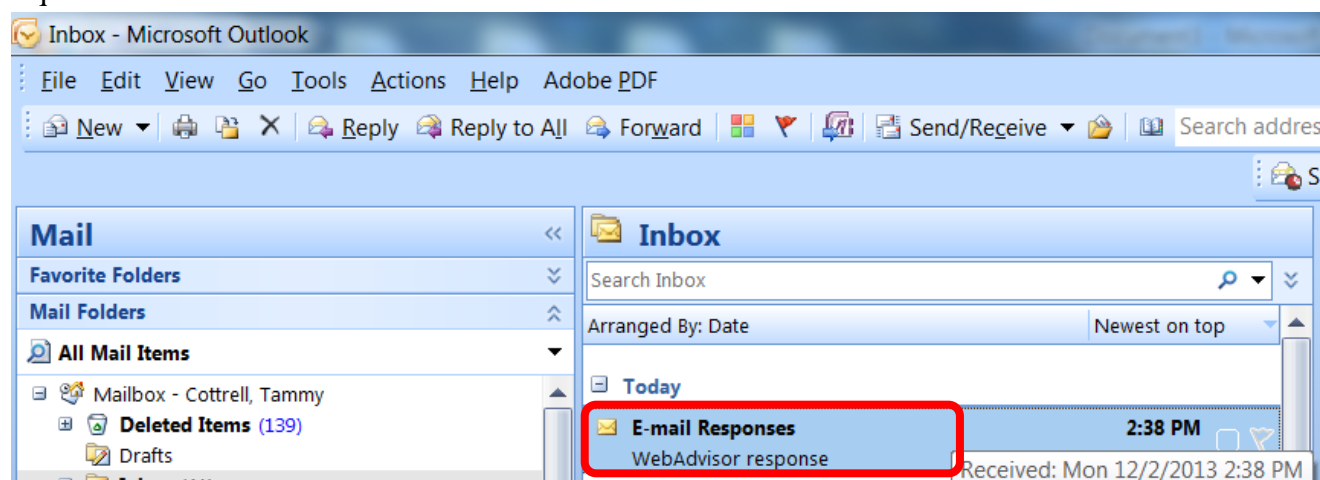 Inbox - Microsoft Outlook
File Edit View Go Tools Actions Help Adobe PDF
New Reply Reply to All Forward Send/Receive Search addres
S
Mail
Inbox
Favorite Folders
Search Inbox
Mail Folders
Arranged By: Date Newest on top
All Mail Items
Today
Mailbox - Cottrell, Tammy
Deleted Items (139)
E-mail Responses 2:38 PM
Drafts
WebAdvisor response
Received: Mon 12/2/2013 2:38 PM